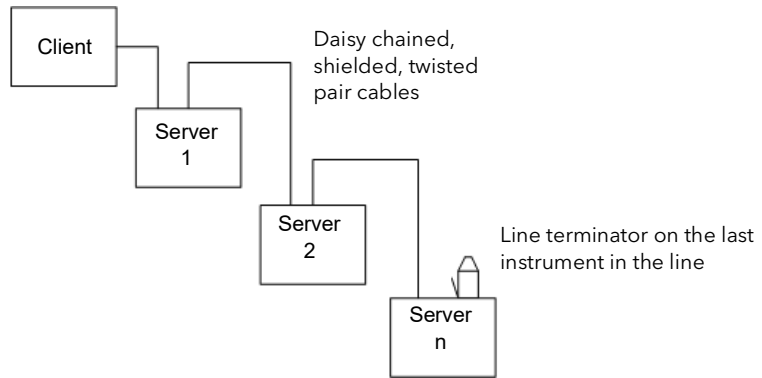 Client
Daisy chained,
shielded, twisted
pair cables
Server
1
Server
2
Line terminator on the last
instrument in the line
Server
n